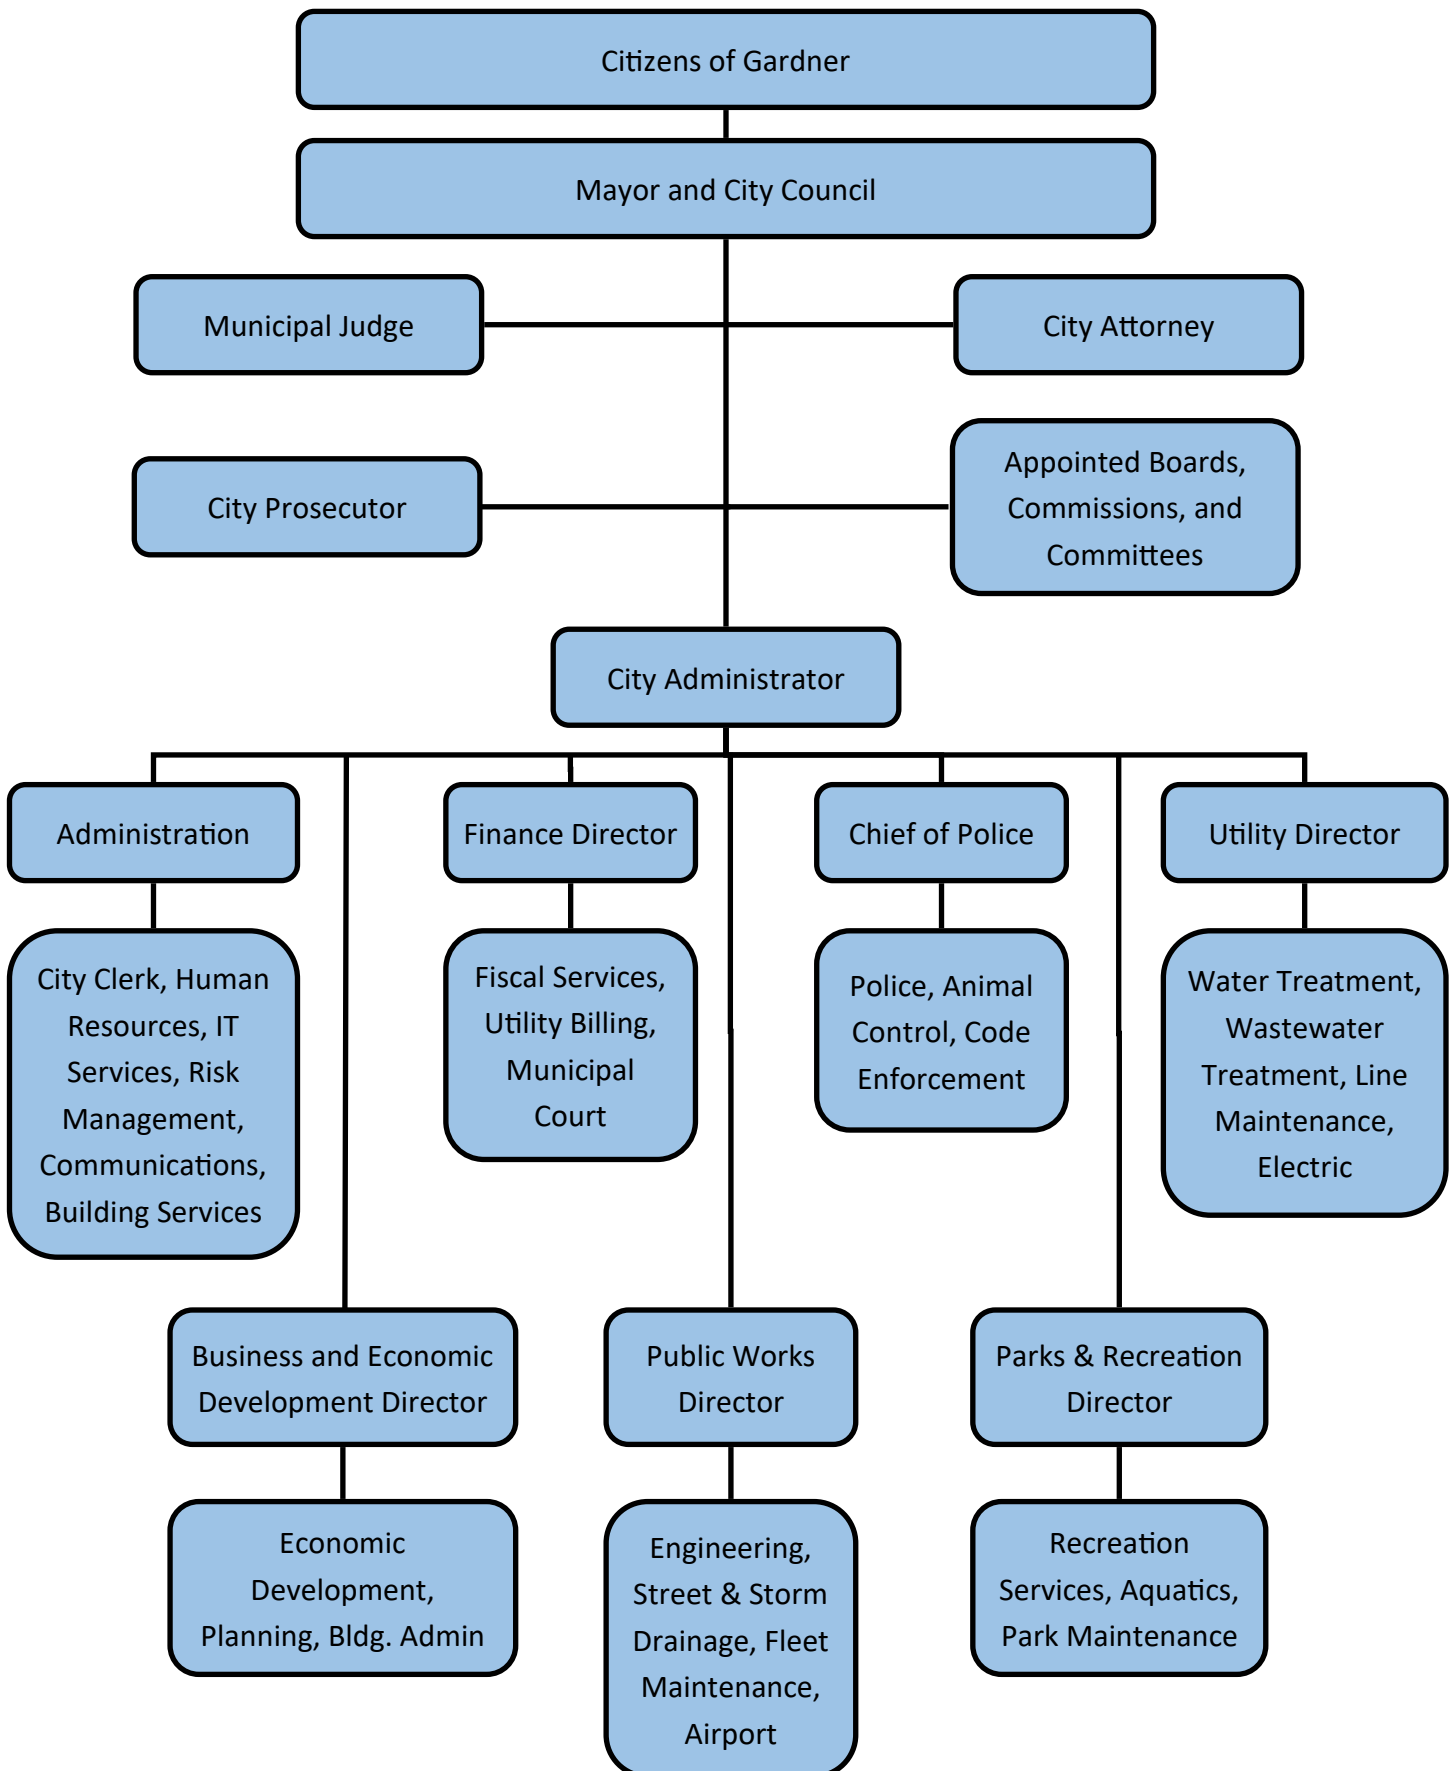 Citizens of Gardner
Mayor and City Council
Municipal Judge
City Attorney
City Prosecutor
Appointed Boards,
Commissions, and
Committees
City Administrator
Administration
Finance Director
Chief of Police
Utility Director
City Clerk, Human
Resources, IT
Services, Risk
Management,
Communications,
Building Services
Fiscal Services,
Utility Billing,
Municipal
Court
Police, Animal
Control, Code
Enforcement
Water Treatment,
Wastewater
Treatment, Line
Maintenance,
Electric
Business and Economic
Development Director
Public Works
Director
Parks & Recreation
Director
Economic
Development,
Planning, Bldg. Admin
Engineering,
Street & Storm
Drainage, Fleet
Maintenance,
Airport
Recreation
Services, Aquatics,
Park Maintenance